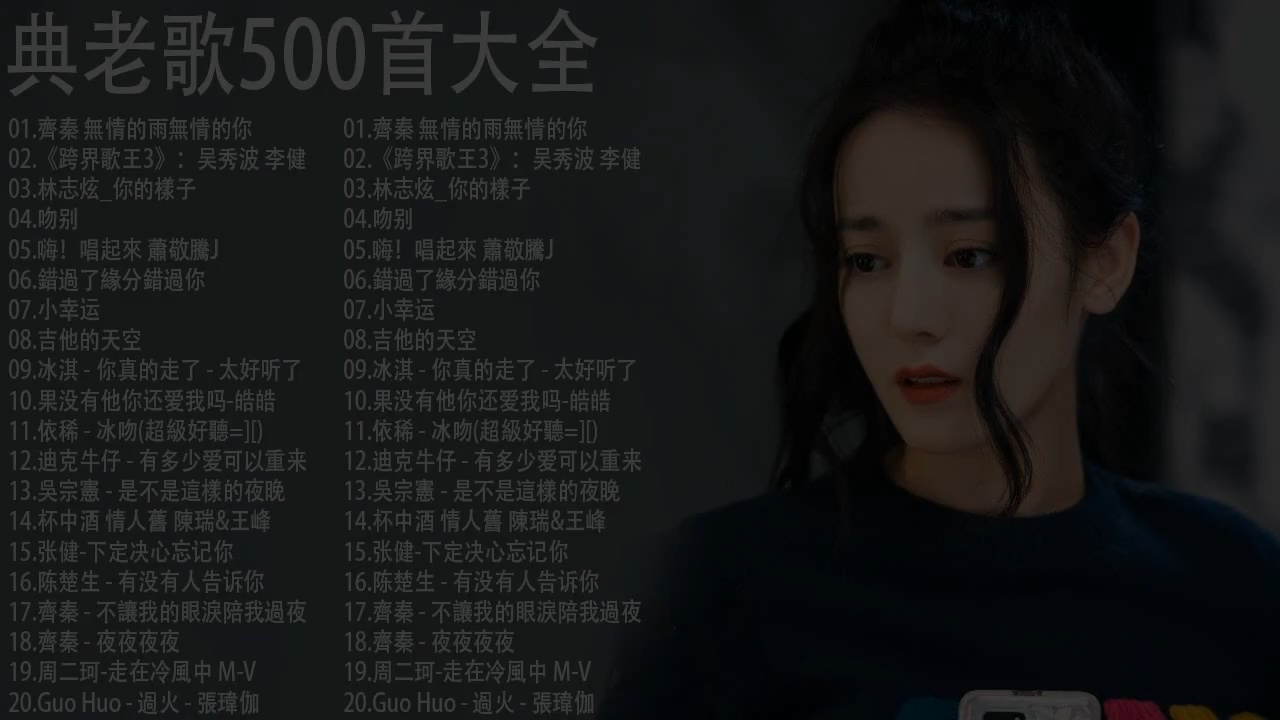 典老歌500首大全
01.齊秦 無情的雨無情的你
02.《跨界歌王3》：吴秀波 李健
03.林志炫_你的樣子
04.吻别
05.嗨！唱起來 蕭敬騰J
06.錯過了緣分錯過你
07.小幸运
08.吉他的天空
09.冰淇 - 你真的走了 - 太好听了
10.果没有他你还爱我吗-皓皓
11.依稀 - 冰吻(超級好聽=][)
12.迪克牛仔 - 有多少爱可以重来
13.吳宗憲 - 是不是這樣的夜晚
14.杯中酒 情人舊 陳瑞&王峰
15.张健-下定决心忘记你
16.陈楚生 - 有没有人告诉你
17.齊秦 - 不讓我的眼淚陪我過夜
18.齊秦 - 夜夜夜夜
19.周二珂-走在冷風中 M-V
20.Guo Huo - 過火 - 張瑋伽
01.齊秦 無情的雨無情的你
02.《跨界歌王3》：吴秀波 李健
03.林志炫_你的樣子
04.吻别
05.嗨！唱起來 蕭敬騰J
06.錯過了緣分錯過你
07.小幸运
08.吉他的天空
09.冰淇 - 你真的走了 - 太好听了
10.果没有他你还爱我吗-皓皓
11.依稀 - 冰吻(超級好聽=][)
12.迪克牛仔 - 有多少爱可以重来
13.吳宗憲 - 是不是這樣的夜晚
14.杯中酒 情人舊 陳瑞&王峰
15.张健-下定决心忘记你
16.陈楚生 - 有没有人告诉你
17.齊秦 - 不讓我的眼淚陪我過夜
18.齊秦 - 夜夜夜夜
19.周二珂-走在冷風中 M-V
20.Guo Huo - 過火 - 張瑋伽